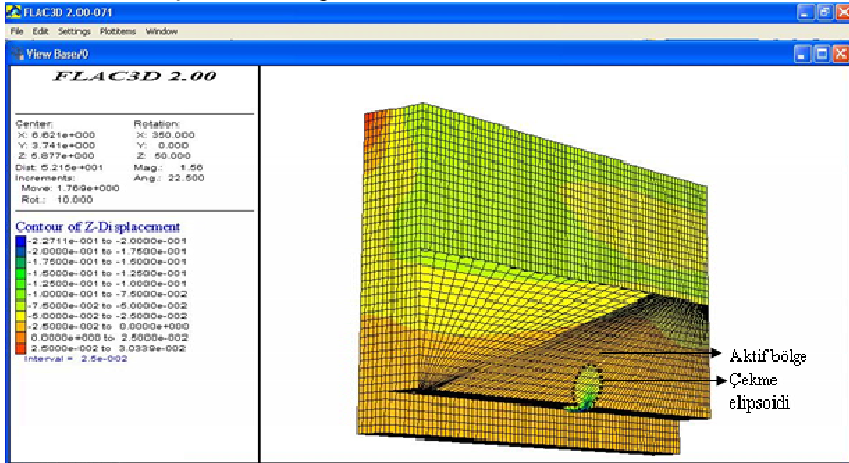 FLAC3D 2.00-071
File Edit Settings Plotitems Window
View Base/0
FLAC3D 2.00
Center: Rotation:
X: 6.621e+000 X: 350.000
Y: 3.741e+000 Y: 0.000
Z: 5.677e+000 Z: 50.000
Dist: 5.215e+001 Mag.: 1.56
Increments: Ang.: 22.500
Move: 1.769e+000
Rot.: 10.000
Contour of Z-Displacement
-2.2711e-001 to -2.0000e-001
-2.0000e-001 to -1.7500e-001
-1.7500e-001 to -1.5000e-001
-1.5000e-001 to -1.2500e-001
-1.2500e-001 to -1.0000e-001
-1.0000e-001 to -7.5000e-002
-7.5000e-002 to -5.0000e-002
-5.0000e-002 to -2.5000e-002
-2.5000e-002 to 0.0000e+000
0.0000e+000 to 2.5000e-002
2.5000e-002 to 3.0339e-002
Interval = 2.5e-002
Aktif bölge
Çekme
elipsoidi